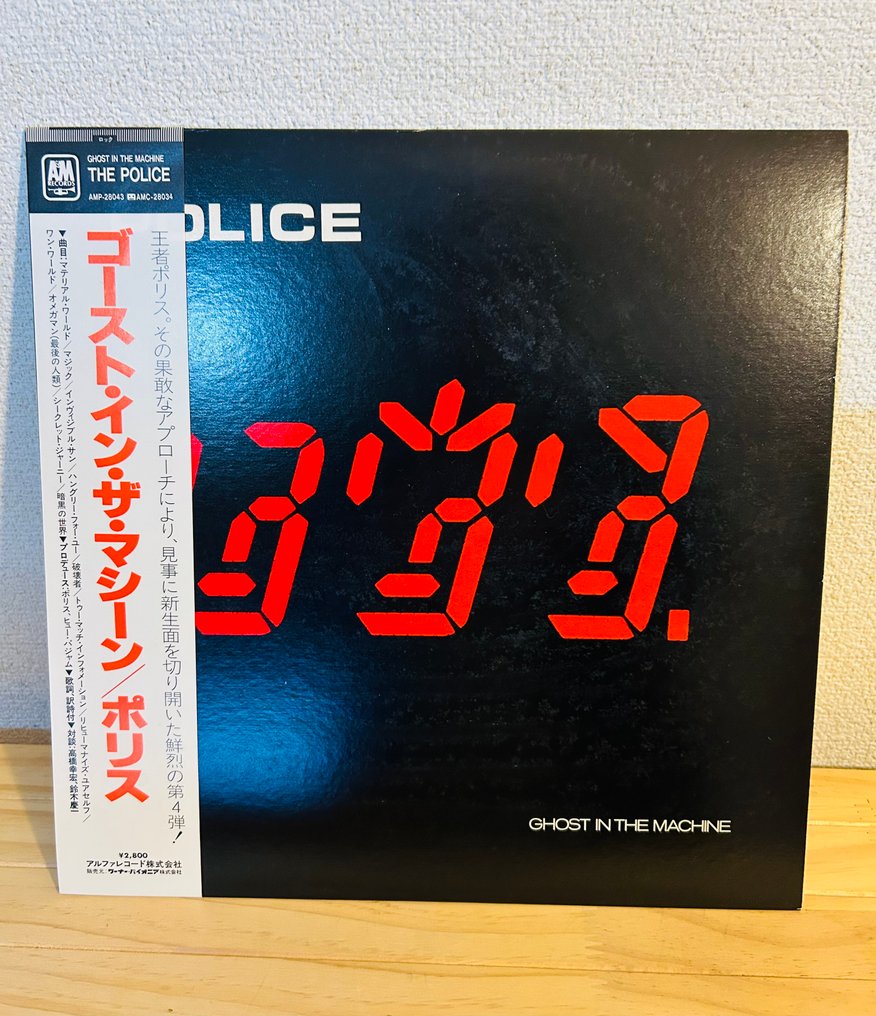 ロック
A&M
RECORDS
GHOST IN THE MACHINE
THE POLICE
AMP-28043 AMC-28034
OLICE
王者ポリス。その果敢なアプローチにより、見事に新生面を切り開いた鮮烈の第4弾!
ゴースト・イン・ザ・マシーン/ポリス
▼曲目:マテリアル・ワールド/マジック/インヴィジブル・サン/ハングリー・フォー・ユー/破壊者/トゥー・マッチ・インフォメーション/リヒューマナイズ・ユアセルフ/
ワン・ワールド/オメガマン(最後の人類)/シークレット・ジャーニー/暗黒の世界▼プロデュース:ポリス、ヒュー・パジャム▼歌詞、訳詩付▼対談:高橋幸宏、鈴木慶一
¥2,800
アルファレコード株式会社
販売元:ワーナー・パイオニア株式会社
GHOST IN THE MACHINE